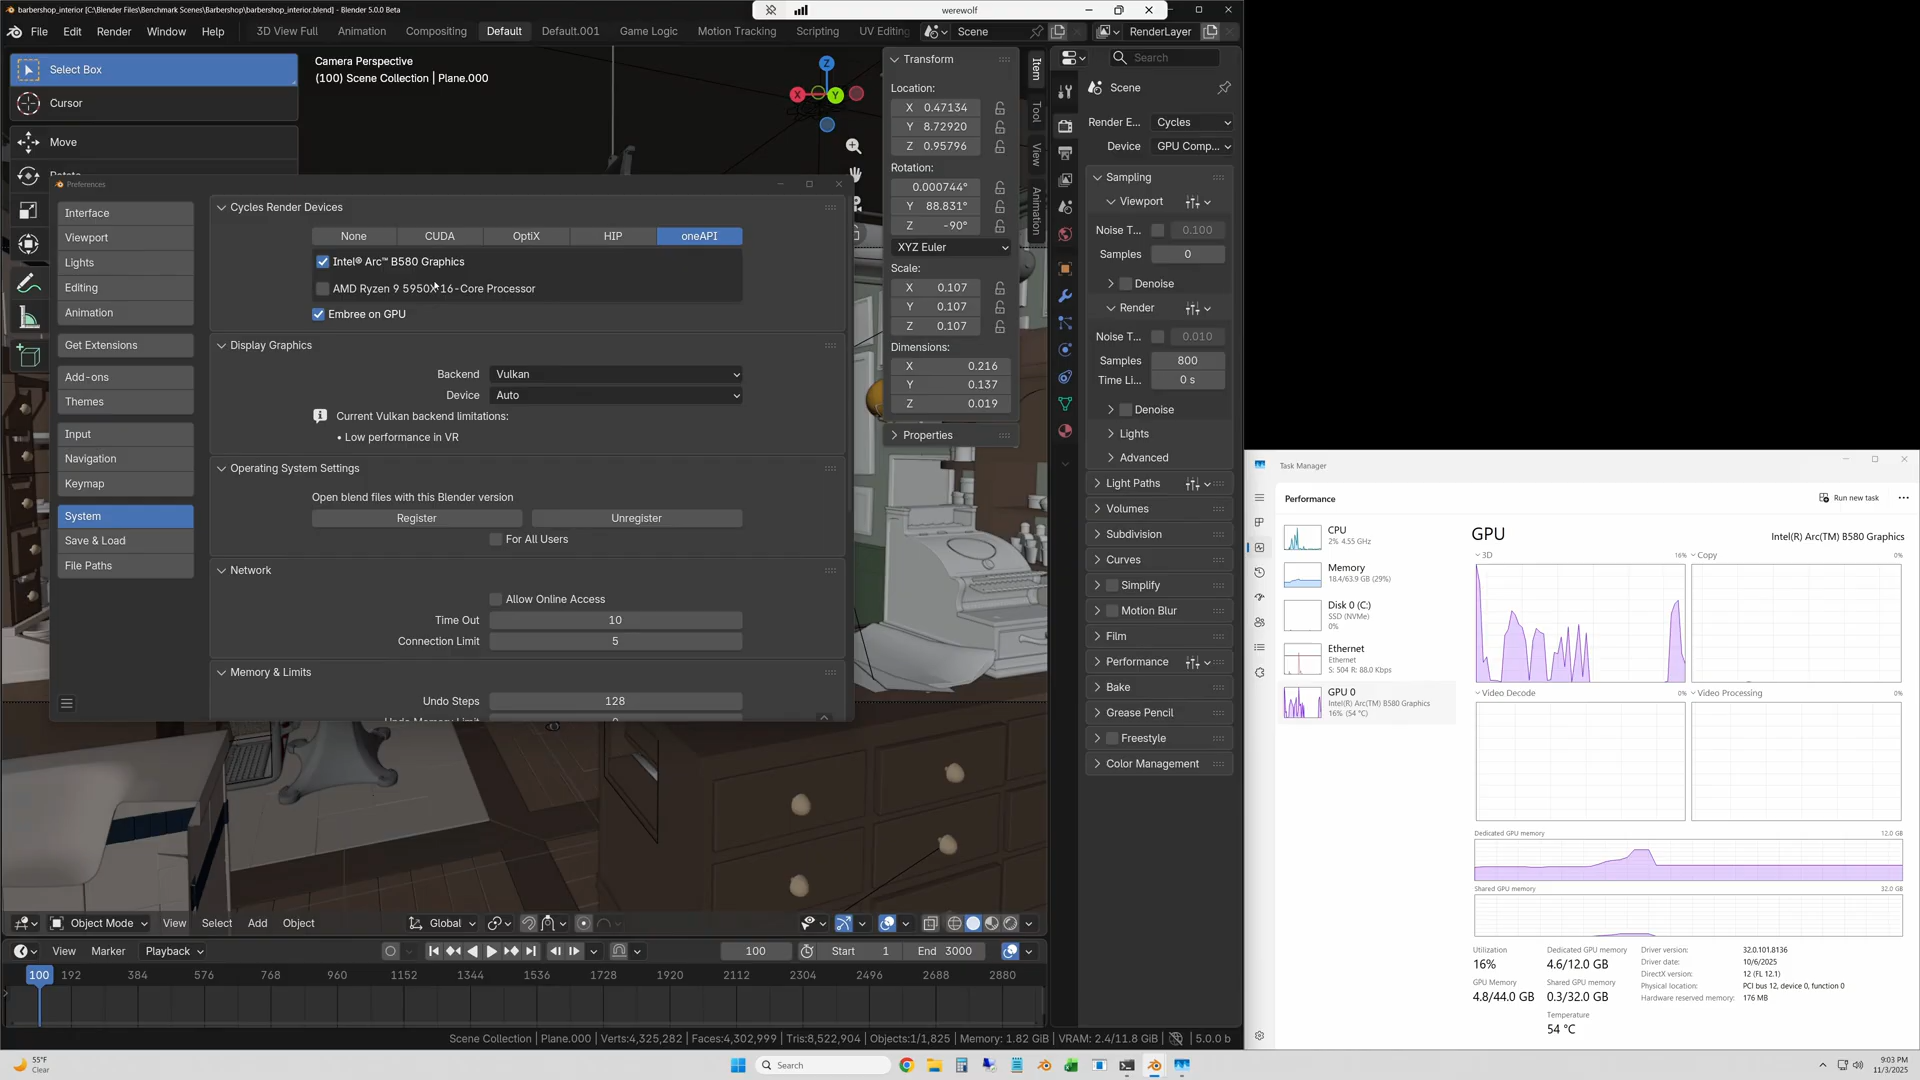 barbershop_interior [C:\Blender Files\Benchmark Scenes\Barbershop\barbershop_interior.blend] - Blender 5.0.0 Beta
werewolf
File Edit Render Window Help
3D View Full Animation Compositing Default Default.001 Game Logic Motion Tracking Scripting UV Editing
Scene
RenderLayer
Select Box
Cursor
Move
Camera Perspective
(100) Scene Collection | Plane.000
Z
X
Y
Preferences
Interface
Viewport
Lights
Editing
Animation
Get Extensions
Add-ons
Themes
Input
Navigation
Keymap
System
Save & Load
File Paths
Cycles Render Devices
None CUDA OptiX HIP oneAPI
Intel® Arc™ B580 Graphics
AMD Ryzen 9 5950X 16-Core Processor
Embree on GPU
Display Graphics
Backend Vulkan
Device Auto
Current Vulkan backend limitations:
• Low performance in VR
Operating System Settings
Open blend files with this Blender version
Register Unregister
For All Users
Network
Allow Online Access
Time Out 10
Connection Limit 5
Memory & Limits
Undo Steps 128
Transform
Location:
X 0.47134
Y 8.72920
Z 0.95796
Rotation:
0.000744°
Y 88.831°
Z -90°
XYZ Euler
Scale:
X 0.107
Y 0.107
Z 0.107
Dimensions:
X 0.216
Y 0.137
Z 0.019
Properties
Item
Tool
View
Animation
Search
Scene
Render E... Cycles
Device GPU Comp...
Sampling
Viewport
Noise T... 0.100
Samples 0
Denoise
Render
Noise T... 0.010
Samples 800
Time Li... 0 s
Denoise
Lights
Advanced
Light Paths
Volumes
Subdivision
Curves
Simplify
Motion Blur
Film
Performance
Bake
Grease Pencil
Freestyle
Color Management
Object Mode View Select Add Object
Global
View Marker Playback
100 Start 1 End 3000
100 192 384 576 768 960 1152 1344 1536 1728 1920 2112 2304 2496 2688 2880
Scene Collection | Plane.000 | Verts:4,325,282 | Faces:4,302,999 | Tris:8,522,904 | Objects:1/1,825 | Memory: 1.82 GiB | VRAM: 2.4/11.8 GiB | 5.0.0 b
Task Manager
Performance
Run new task
CPU
2% 4.55 GHz
Memory
18.4/63.9 GB (29%)
Disk 0 (C:)
SSD (NVMe)
0%
Ethernet
Ethernet
S: 504 R: 88.0 Kbps
GPU 0
Intel(R) Arc(TM) B580 Graphics
16% (54 °C)
GPU
Intel(R) Arc(TM) B580 Graphics
3D 16% Copy 0%
Video Decode 0% Video Processing 0%
Dedicated GPU memory 12.0 GB
Shared GPU memory 32.0 GB
Utilization
16%
GPU Memory
4.8/44.0 GB
Dedicated GPU memory
4.6/12.0 GB
Shared GPU memory
0.3/32.0 GB
Temperature
54 °C
Driver version: 32.0.101.8136
Driver date: 10/6/2025
DirectX version: 12 (FL 12.1)
Physical location: PCI bus 12, device 0, function 0
Hardware reserved memory: 176 MB
55°F
Clear
Search
9:03 PM
11/3/2025